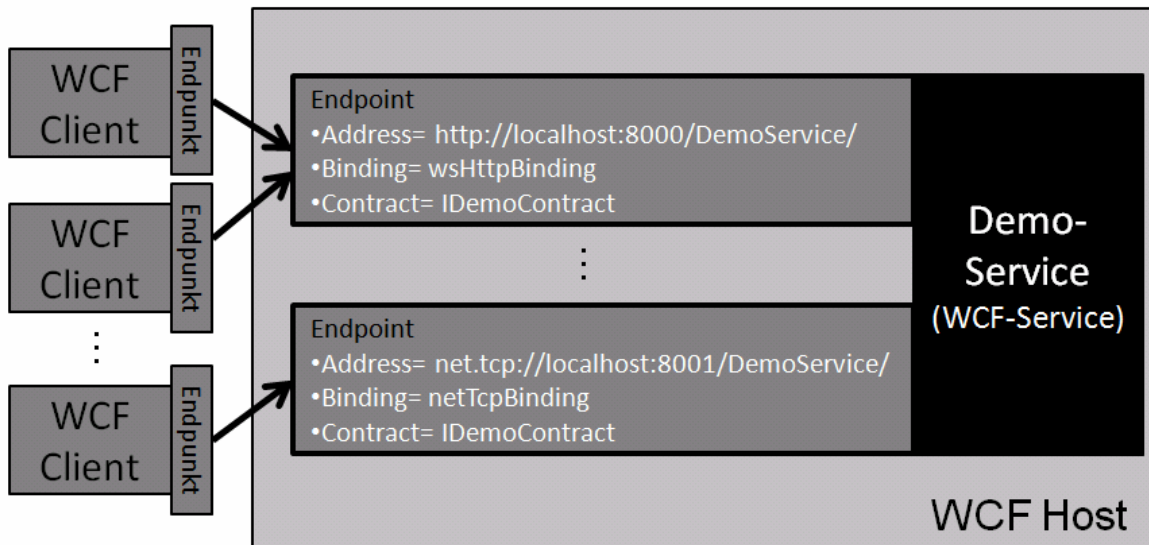 WCF
Client
Endpunkt
WCF
Client
Endpunkt
WCF
Client
Endpunkt
Endpoint
•Address= http://localhost:8000/DemoService/
•Binding= wsHttpBinding
•Contract= IDemoContract
Endpoint
•Address= net.tcp://localhost:8001/DemoService/
•Binding= netTcpBinding
•Contract= IDemoContract
Demo-
Service
(WCF-Service)
WCF Host